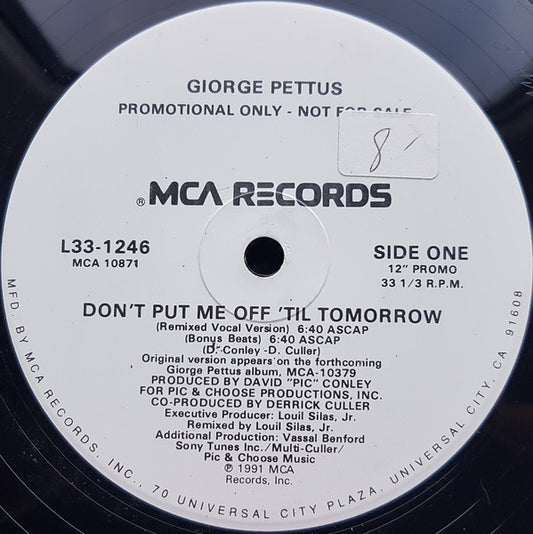 GIORGE PETTUS
PROMOTIONAL ONLY - NOT FOR SALE
8
® MCA RECORDS
L33-1246
MCA 10871
SIDE ONE
12" PROMO
33 1/3 R.P.M.
DON'T PUT ME OFF 'TIL TOMORROW
(Remixed Vocal Version) 6:40 ASCAP
(Bonus Beats) 6:40 ASCAP
(D. Conley -D. Culler)
Original version appears on the forthcoming
Giorge Pettus album, MCA-10379
PRODUCED BY DAVID "PIC" CONLEY
FOR PIC & CHOOSE PRODUCTIONS, INC.
CO-PRODUCED BY DERRICK CULLER
Executive Producer: Louil Silas, Jr.
Remixed by Louil Silas, Jr.
Additional Production: Vassal Benford
Sony Tunes Inc./Multi-Culler/
Pic & Choose Music
℗ 1991 MCA
Records, Inc.
MFD. BY MCA RECORDS, INC., 70 UNIVERSAL CITY PLAZA, UNIVERSAL CITY, CA 91608